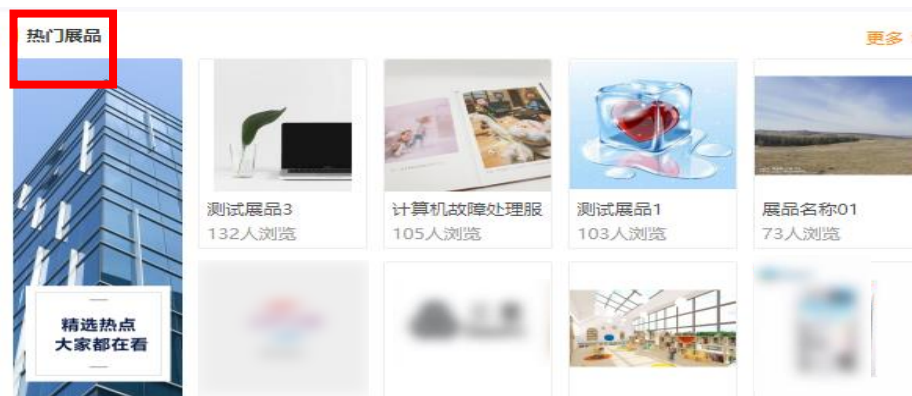 热门展品
更多
测试展品3
132人浏览
计算机故障处理服
105人浏览
测试展品1
103人浏览
展品名称01
73人浏览
精选热点
大家都在看